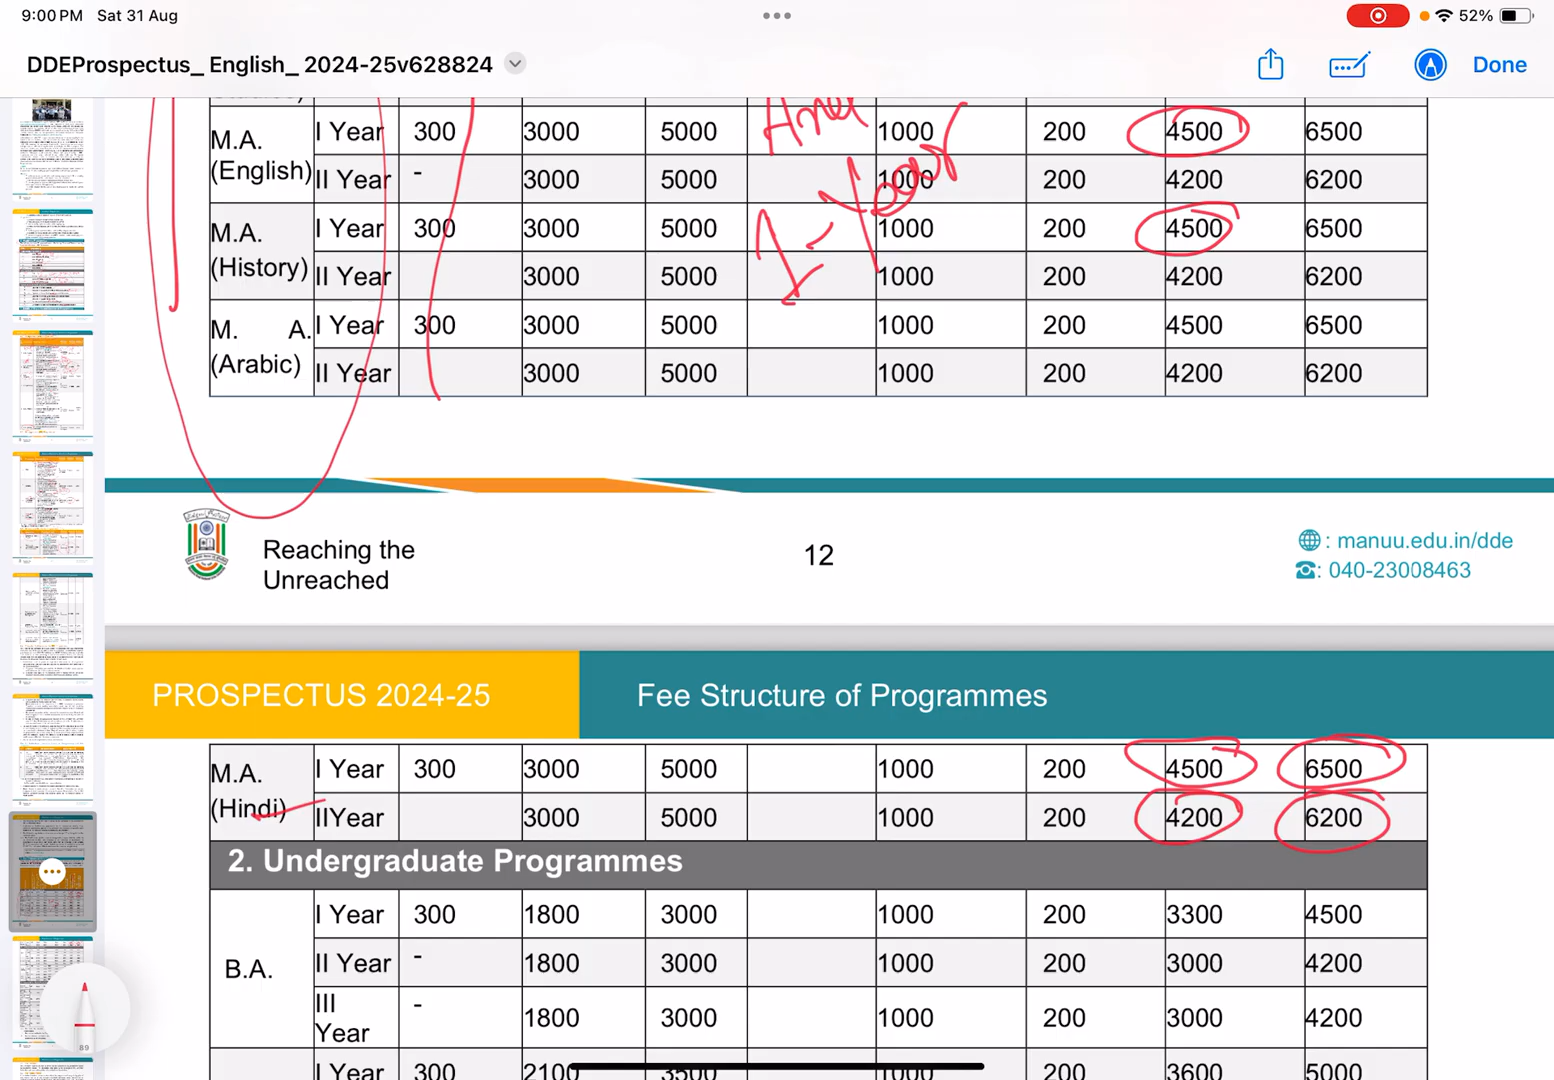 9:00 PM Sat 31 Aug
52%
DDEProspectus_ English_ 2024-25v628824
Done
M.A. (English) I Year 300 3000 5000 1000 200 4500 6500
II Year - 3000 5000 1000 200 4200 6200
M.A. (History) I Year 300 3000 5000 1000 200 4500 6500
II Year 3000 5000 1000 200 4200 6200
M. A. (Arabic) I Year 300 3000 5000 1000 200 4500 6500
II Year 3000 5000 1000 200 4200 6200
I-Year
Reaching the
Unreached
12
: manuu.edu.in/dde
: 040-23008463
PROSPECTUS 2024-25
Fee Structure of Programmes
M.A. (Hindi) I Year 300 3000 5000 1000 200 4500 6500
IIYear 3000 5000 1000 200 4200 6200
2. Undergraduate Programmes
B.A. I Year 300 1800 3000 1000 200 3300 4500
II Year - 1800 3000 1000 200 3000 4200
III Year - 1800 3000 1000 200 3000 4200
I Year 300 2100 3500 1000 200 3600 5000
89